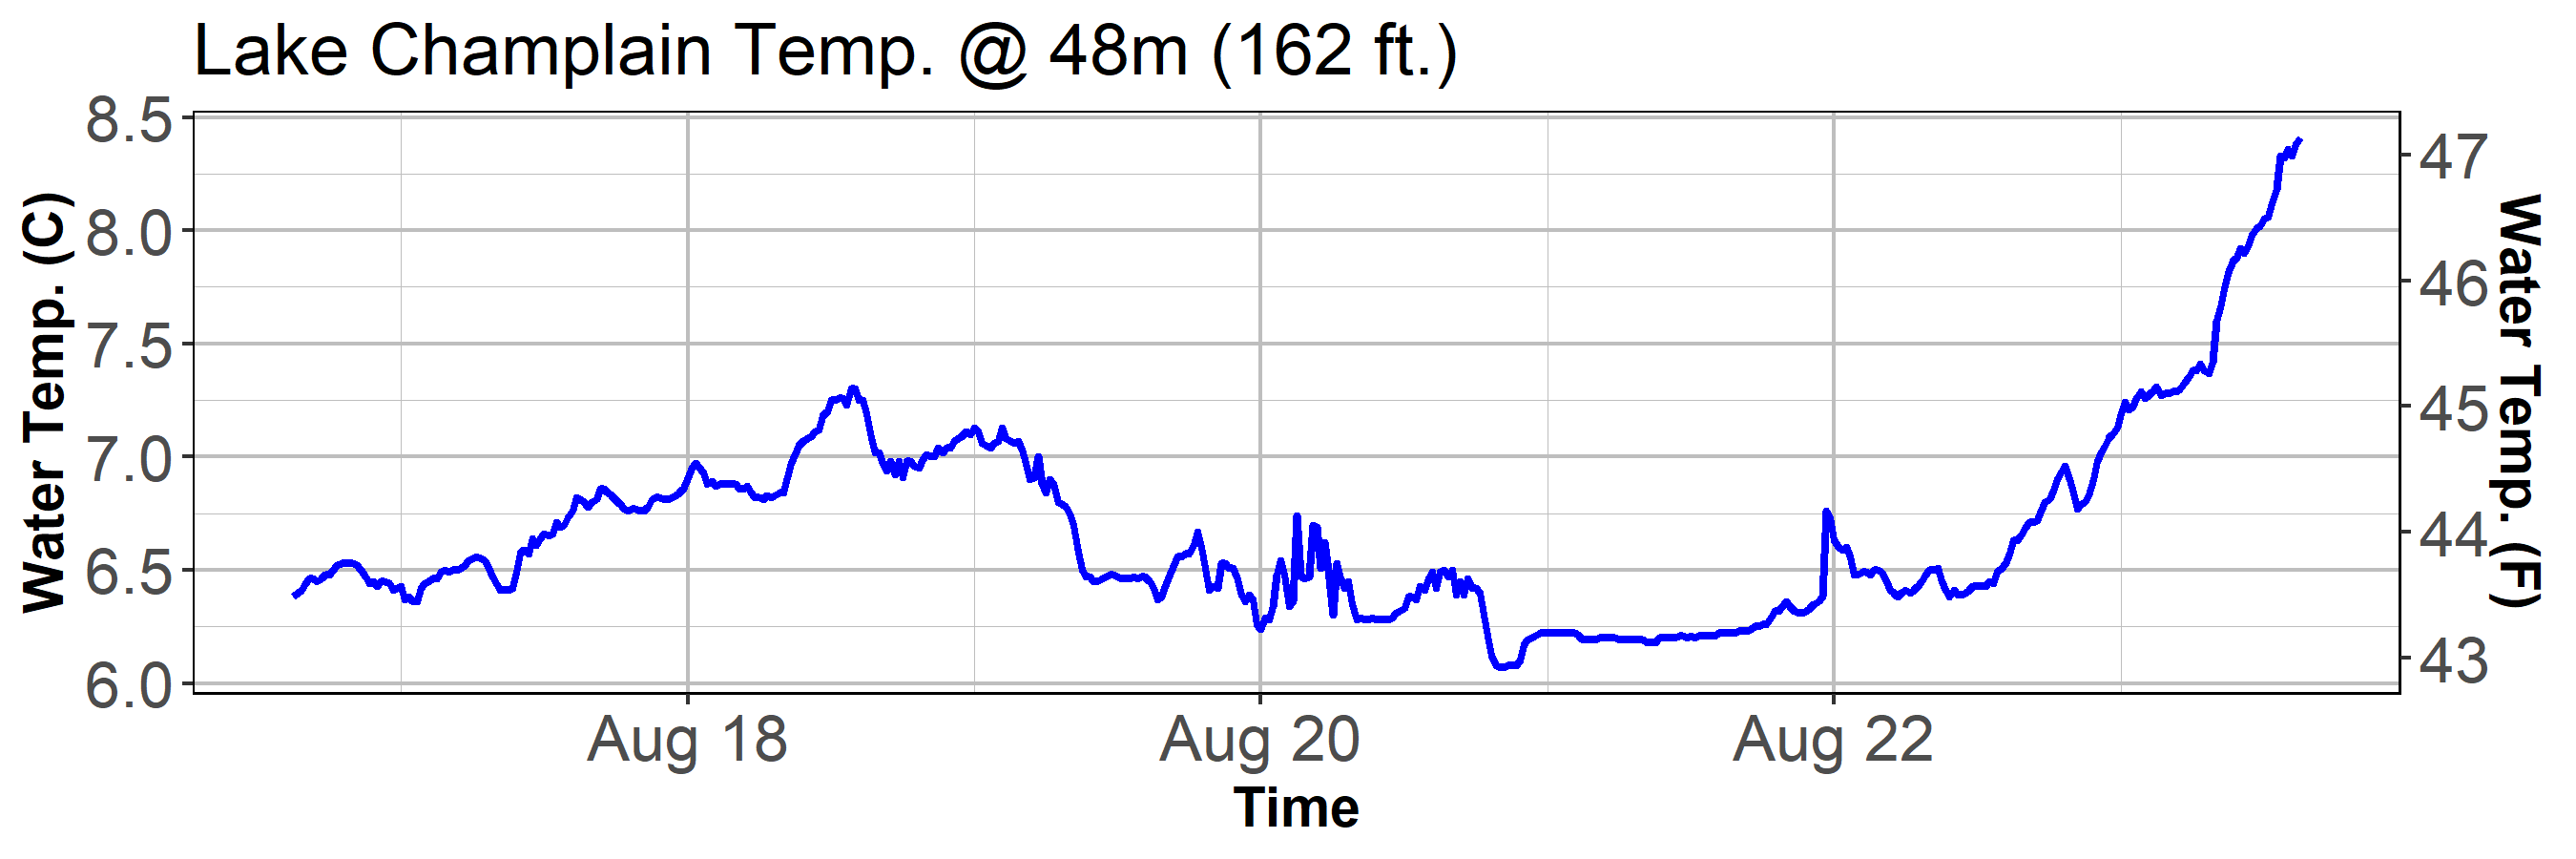 Lake Champlain Temp. @ 48m (162 ft.)
Water Temp. (C)
8.5
8.0
7.5
7.0
6.5
6.0
47
46
45
44
43
Water Temp. (F)
Aug 18 Aug 20 Aug 22
Time